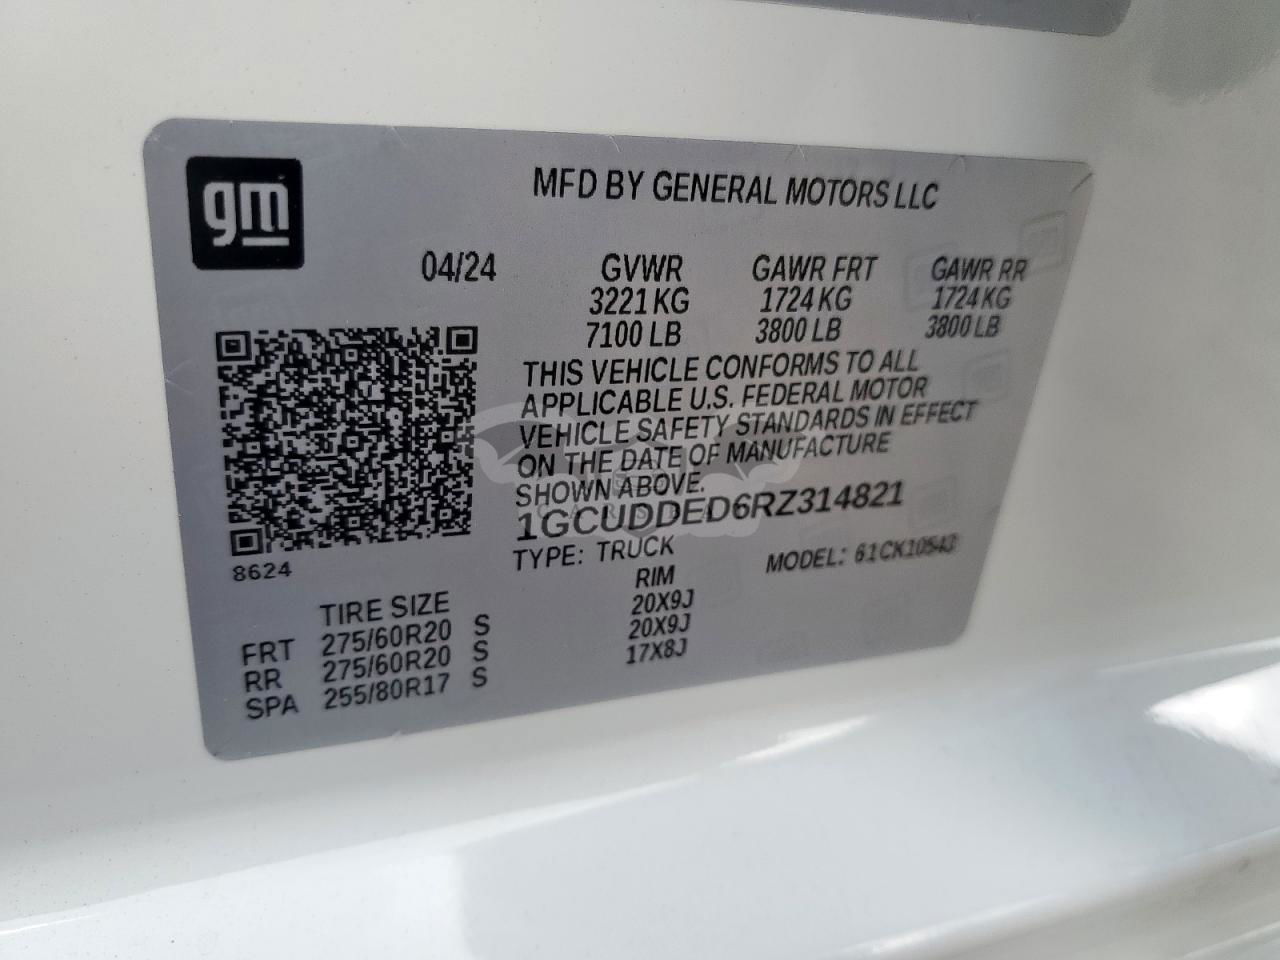 gm
MFD BY GENERAL MOTORS LLC
04/24 GVWR GAWR FRT GAWR RR
3221 KG 1724 KG 1724 KG
7100 LB 3800 LB 3800 LB
THIS VEHICLE CONFORMS TO ALL
APPLICABLE U.S. FEDERAL MOTOR
VEHICLE SAFETY STANDARDS IN EFFECT
ON THE DATE OF MANUFACTURE
SHOWN ABOVE.
1GCUDDED6RZ314821
TYPE: TRUCK MODEL: 61CK10543
8624
TIRE SIZE RIM
FRT 275/60R20 S 20X9J
RR 275/60R20 S 20X9J
SPA 255/80R17 S 17X8J